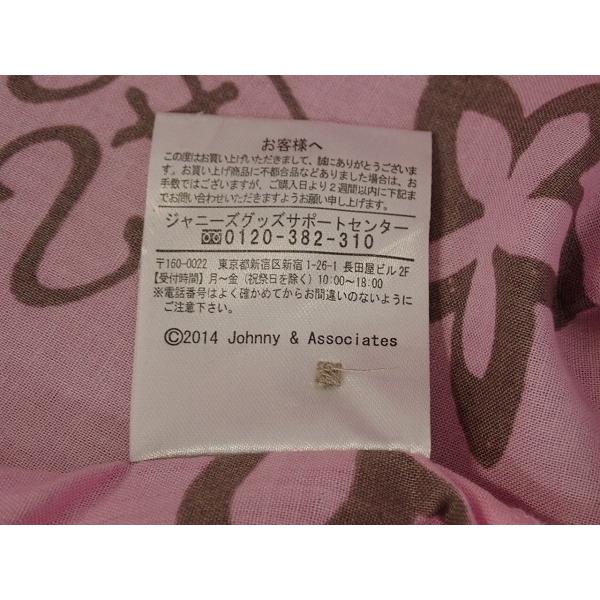 お客様へ
この度はお買い上げいただきまして、誠にありがとうございま
す。お買い上げ商品に不都合品などありました場合は、お
手数ではございますが、ご購入日より2週間以内に下記ま
でお問い合わせいただきますようお願い申し上げます。
ジャニーズグッズサポートセンター
0120-382-310
〒160-0022 東京都新宿区新宿1-26-1 長田屋ビル2F
【受付時間】月～金(祝祭日を除く)10:00～18:00
※電話番号はよく確かめてからお間違いのないように
ご注意下さい。
©2014 Johnny & Associates